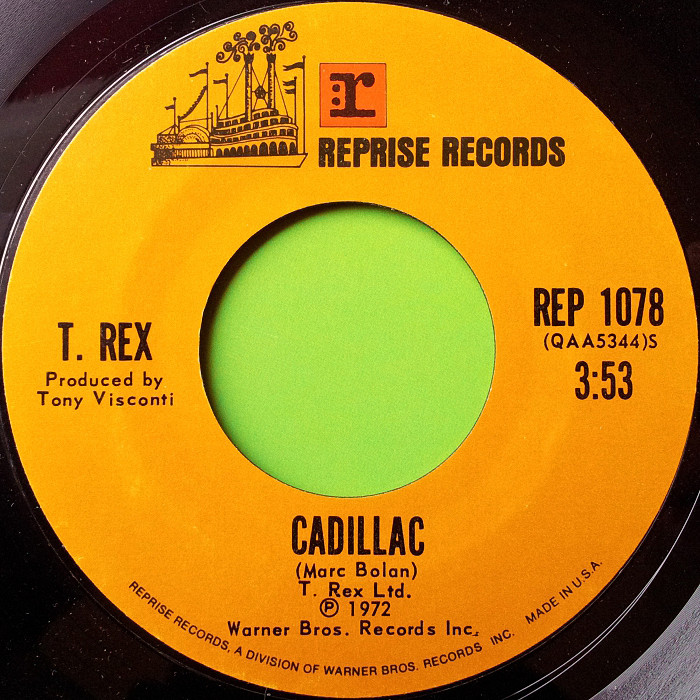 r
REPRISE RECORDS
T. REX
Produced by
Tony Visconti
REP 1078
(QAA5344)S
3:53
CADILLAC
(Marc Bolan)
T. Rex Ltd.
℗ 1972
Warner Bros. Records Inc.
REPRISE RECORDS, A DIVISION OF WARNER BROS. RECORDS INC. MADE IN U.S.A.